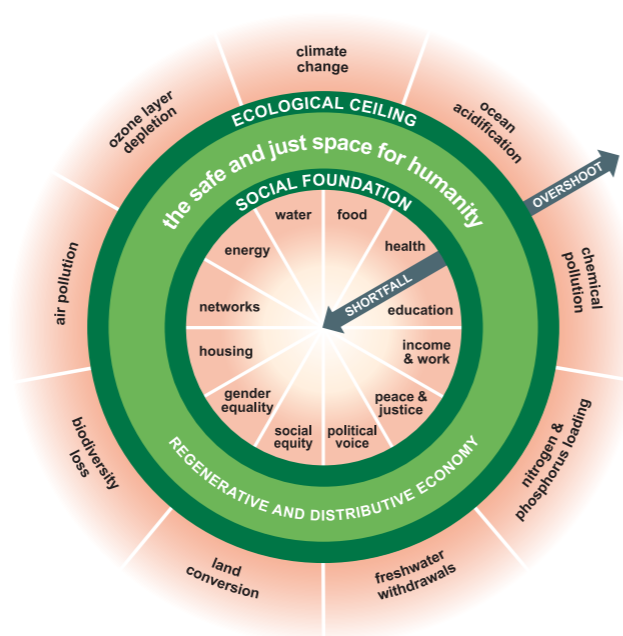 climate
change
ocean
acidification
chemical
pollution
nitrogen &
phosphorus loading
freshwater
withdrawals
land
conversion
biodiversity
loss
air pollution
ozone layer
depletion
OVERSHOOT
ECOLOGICAL CEILING
the safe and just space for humanity
SOCIAL FOUNDATION
water
food
health
SHORTFALL
education
income
& work
peace &
justice
political
voice
social
equity
gender
equality
housing
networks
energy
REGENERATIVE AND DISTRIBUTIVE ECONOMY